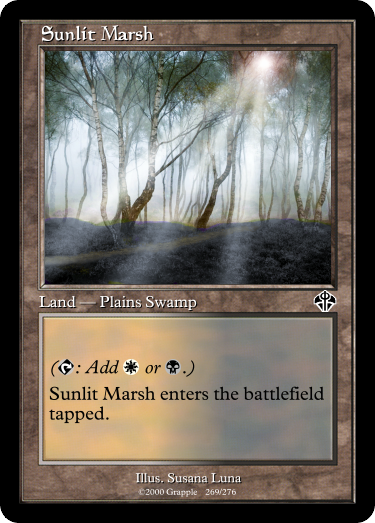 Sunlit Marsh
Land — Plains Swamp
(: Add  or .)
Sunlit Marsh enters the battlefield
tapped.
Illus. Susana Luna
©2000 Grapple 269/276